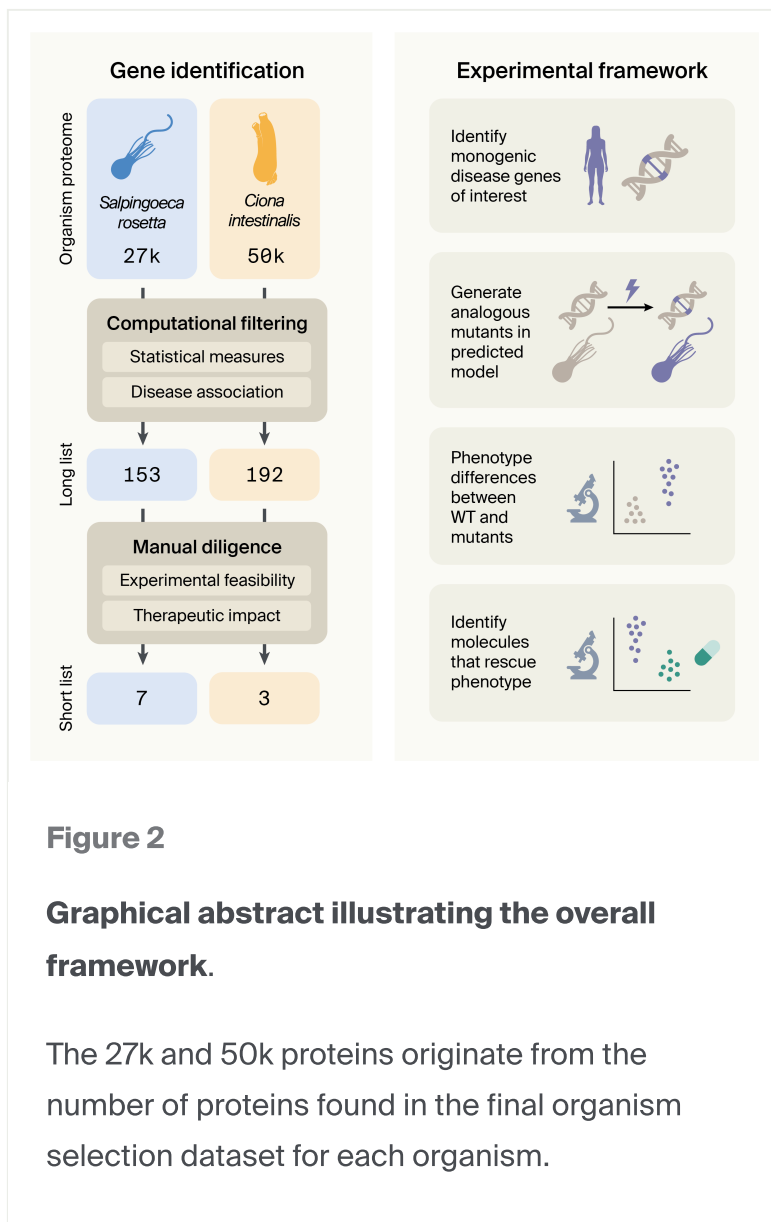 Gene identification
Organism proteome
Salpingoeca
rosetta
27k
Ciona
intestinalis
50k
Computational filtering
Statistical measures
Disease association
Long list
153
192
Manual diligence
Experimental feasibility
Therapeutic impact
Short list
7
3
Experimental framework
Identify
monogenic
disease genes
of interest
Generate
analogous
mutants in
predicted
model
Phenotype
differences
between
WT and
mutants
Identify
molecules
that rescue
phenotype
Figure 2
Graphical abstract illustrating the overall
framework.
The 27k and 50k proteins originate from the
number of proteins found in the final organism
selection dataset for each organism.